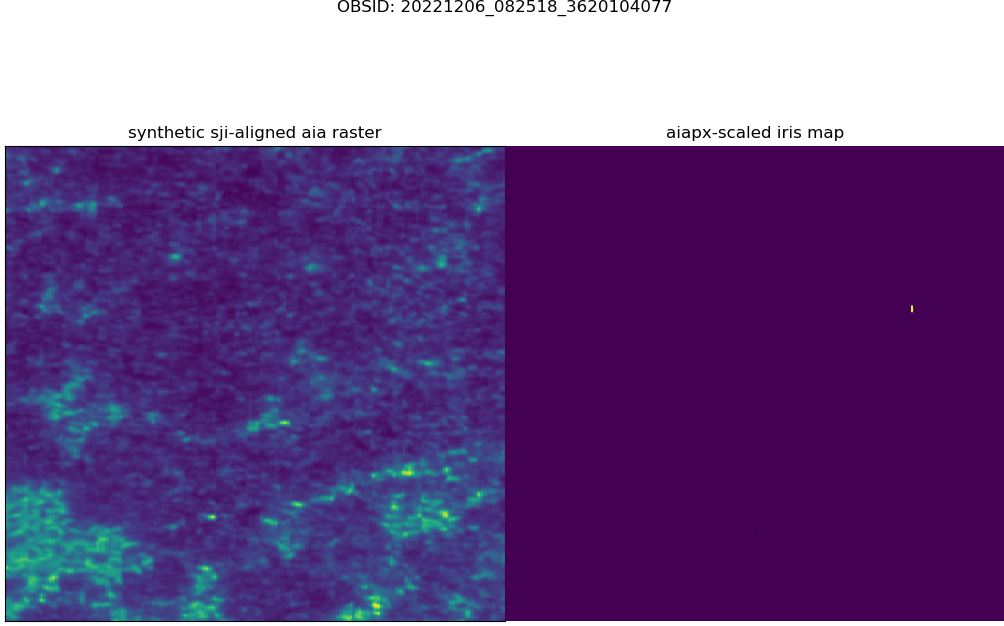 OBSID: 20221206_082518_3620104077
synthetic sji-aligned aia raster
aiapx-scaled iris map